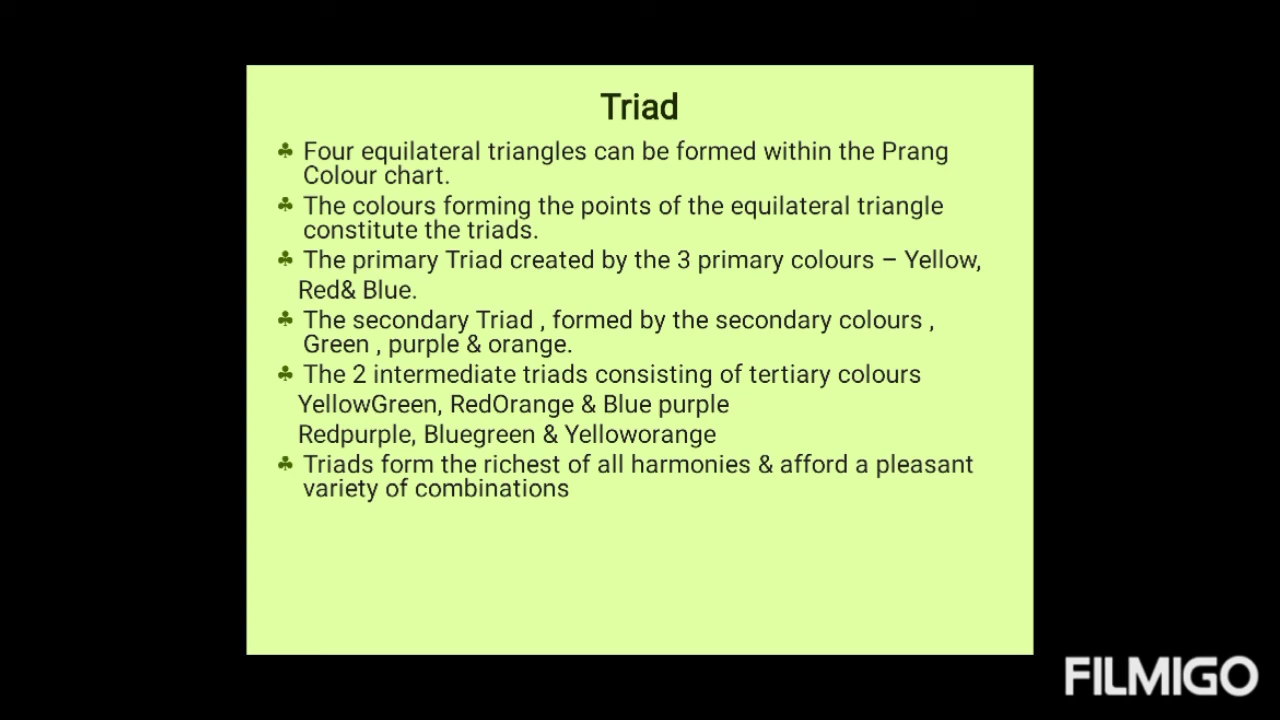 Triad
♣ Four equilateral triangles can be formed within the Prang
Colour chart.
♣ The colours forming the points of the equilateral triangle
constitute the triads.
♣ The primary Triad created by the 3 primary colours – Yellow,
Red& Blue.
♣ The secondary Triad , formed by the secondary colours ,
Green , purple & orange.
♣ The 2 intermediate triads consisting of tertiary colours
YellowGreen, RedOrange & Blue purple
Redpurple, Bluegreen & Yelloworange
♣ Triads form the richest of all harmonies & afford a pleasant
variety of combinations
FILMIGO